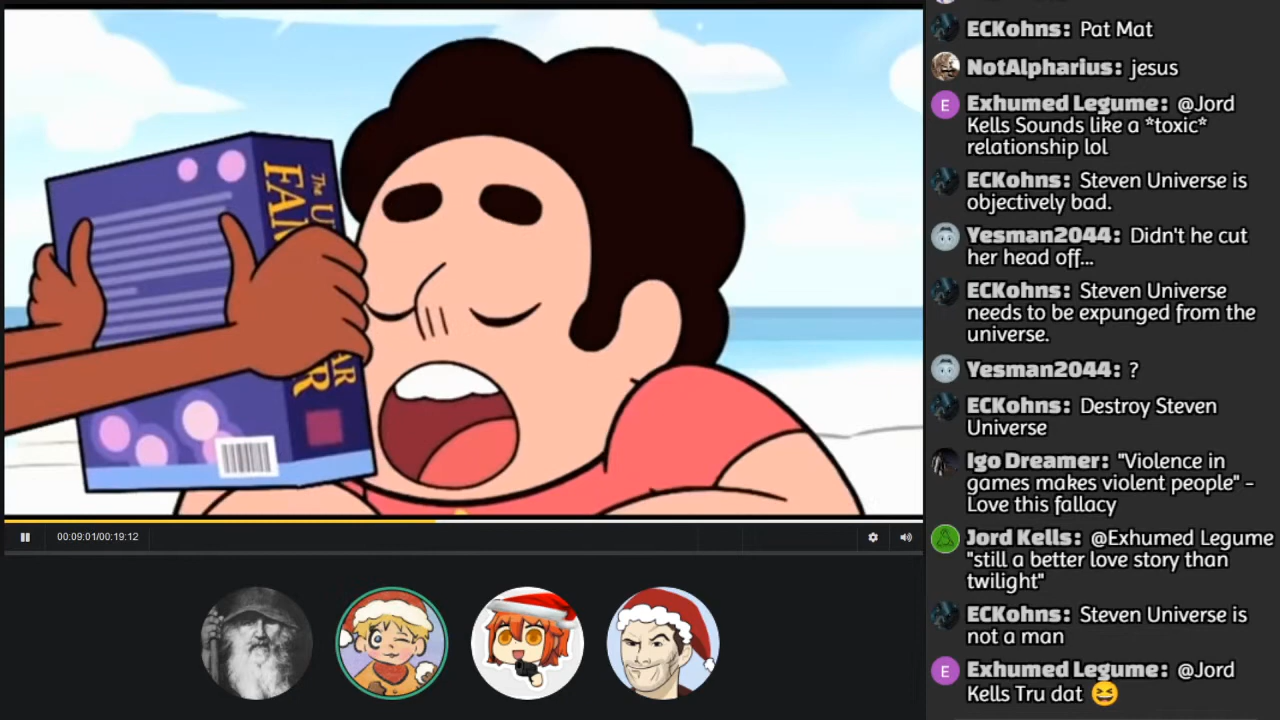 The U
FAM
AR
R
00:09:01/00:19:12
ECKohns: Pat Mat
NotAlpharius: jesus
E
Exhumed Legume: @Jord
Kells Sounds like a *toxic*
relationship lol
ECKohns: Steven Universe is
objectively bad.
Yesman2044: Didn't he cut
her head off...
ECKohns: Steven Universe
needs to be expunged from the
universe.
Yesman2044: ?
ECKohns: Destroy Steven
Universe
Igo Dreamer: "Violence in
games makes violent people" -
Love this fallacy
Jord Kells: @Exhumed Legume
"still a better love story than
twilight"
ECKohns: Steven Universe is
not a man
E
Exhumed Legume: @Jord
Kells Tru dat 😆